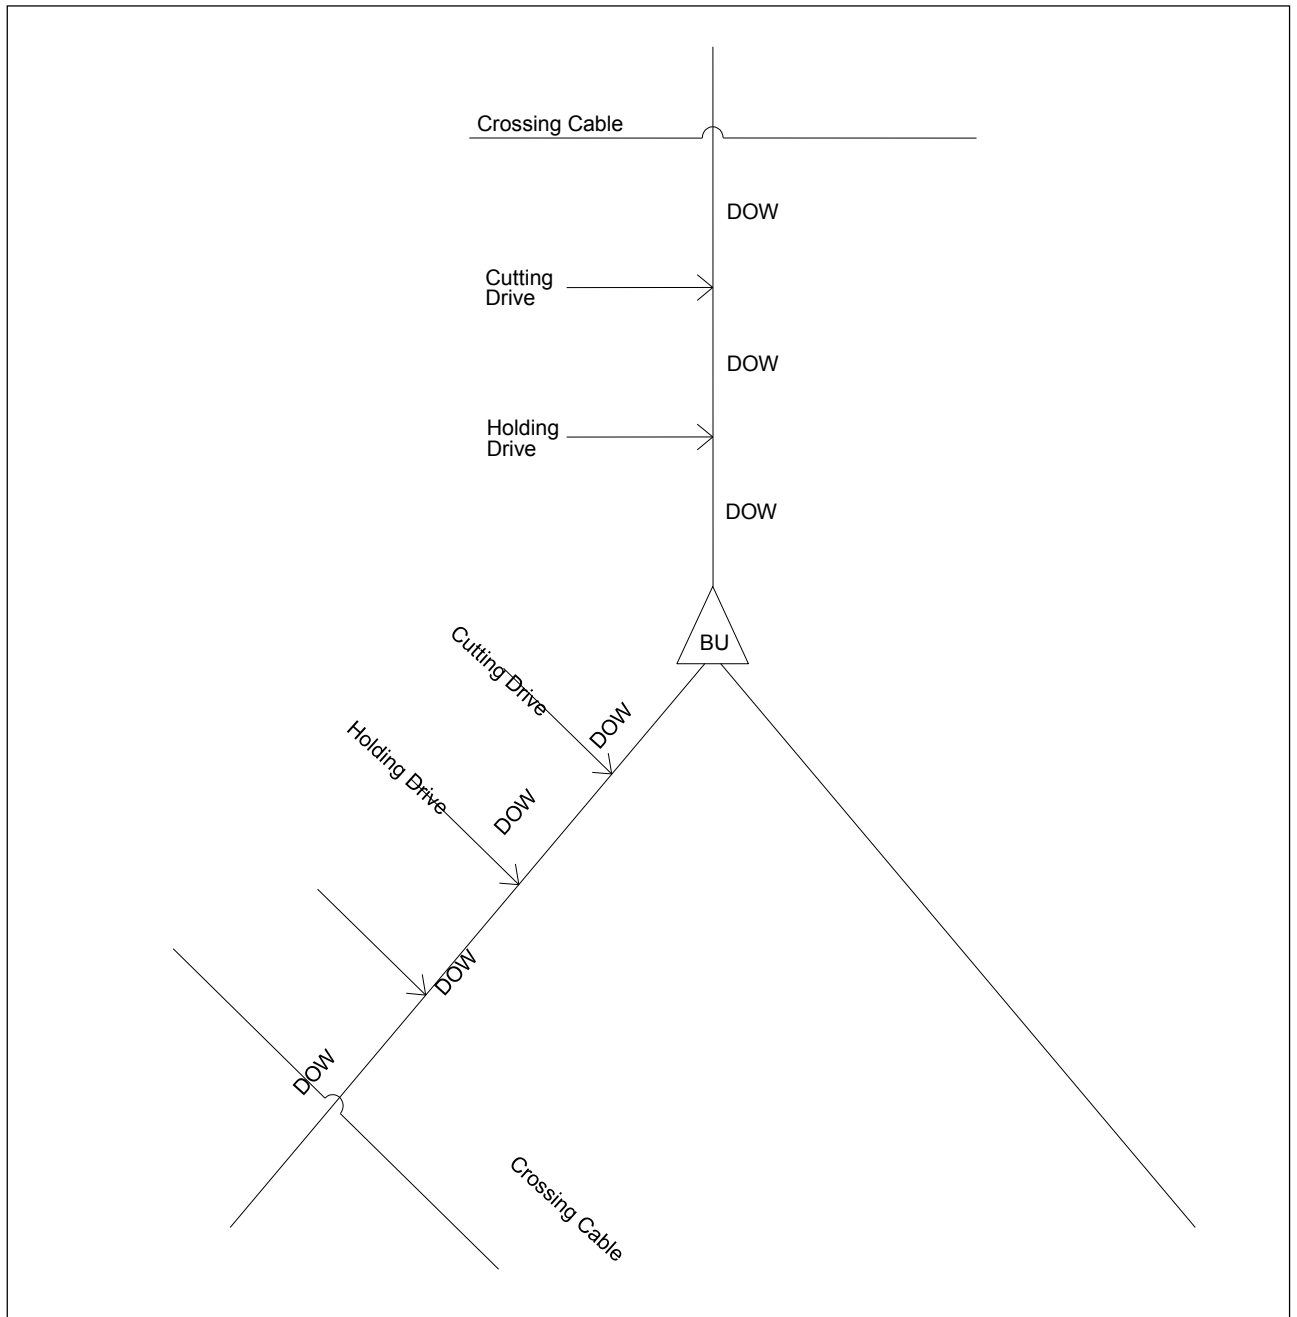 Crossing Cable
DOW
Cutting
Drive
DOW
Holding
Drive
DOW
BU
Cutting Drive
DOW
Holding Drive
DOW
DOW
DOW
Crossing Cable